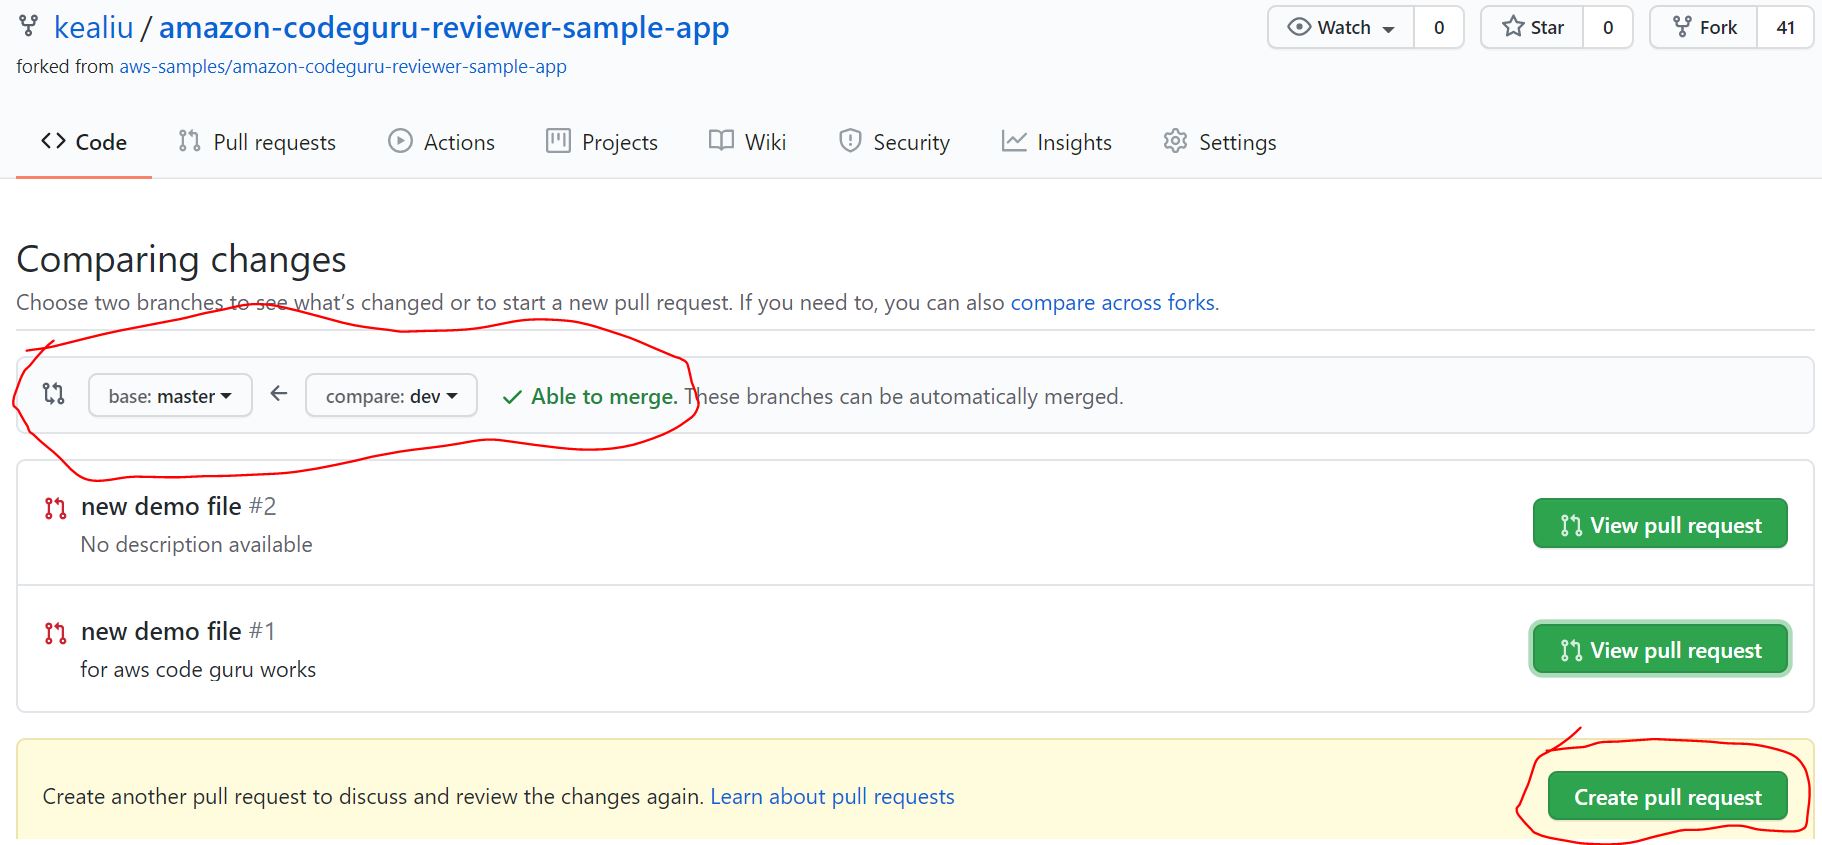 kealiu / amazon-codeguru-reviewer-sample-app
Watch 0 Star 0 Fork 41
forked from aws-samples/amazon-codeguru-reviewer-sample-app
Code Pull requests Actions Projects Wiki Security Insights Settings
Comparing changes
Choose two branches to see what's changed or to start a new pull request. If you need to, you can also compare across forks.
base: master compare: dev Able to merge. These branches can be automatically merged.
new demo file #2
No description available
View pull request
new demo file #1
for aws code guru works
View pull request
Create another pull request to discuss and review the changes again. Learn about pull requests
Create pull request